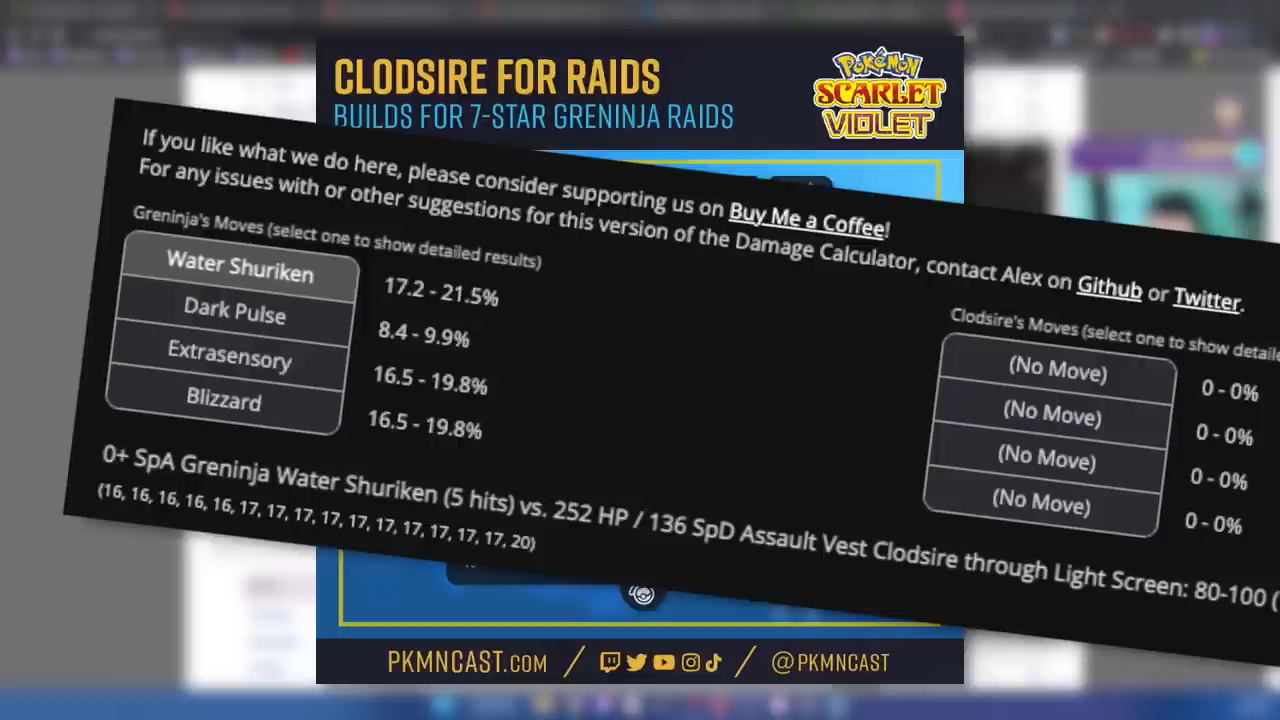 CLODSIRE FOR RAIDS
BUILDS FOR 7-STAR GRENINJA RAIDS
POKÉMON
SCARLET
VIOLET
If you like what we do here, please consider supporting us on Buy Me a Coffee!
For any issues with or other suggestions for this version of the Damage Calculator, contact Alex on Github or Twitter.
Greninja's Moves (select one to show detailed results)
Water Shuriken 17.2 - 21.5%
Dark Pulse 8.4 - 9.9%
Extrasensory 16.5 - 19.8%
Blizzard 16.5 - 19.8%
Clodsire's Moves (select one to show detaile
(No Move) 0 - 0%
(No Move) 0 - 0%
(No Move) 0 - 0%
(No Move) 0 - 0%
0+ SpA Greninja Water Shuriken (5 hits) vs. 252 HP / 136 SpD Assault Vest Clodsire through Light Screen: 80-100 (
(16, 16, 16, 16, 16, 17, 17, 17, 17, 17, 17, 17, 17, 17, 17, 20)
PKMNCAST.COM / / @PKMNCAST